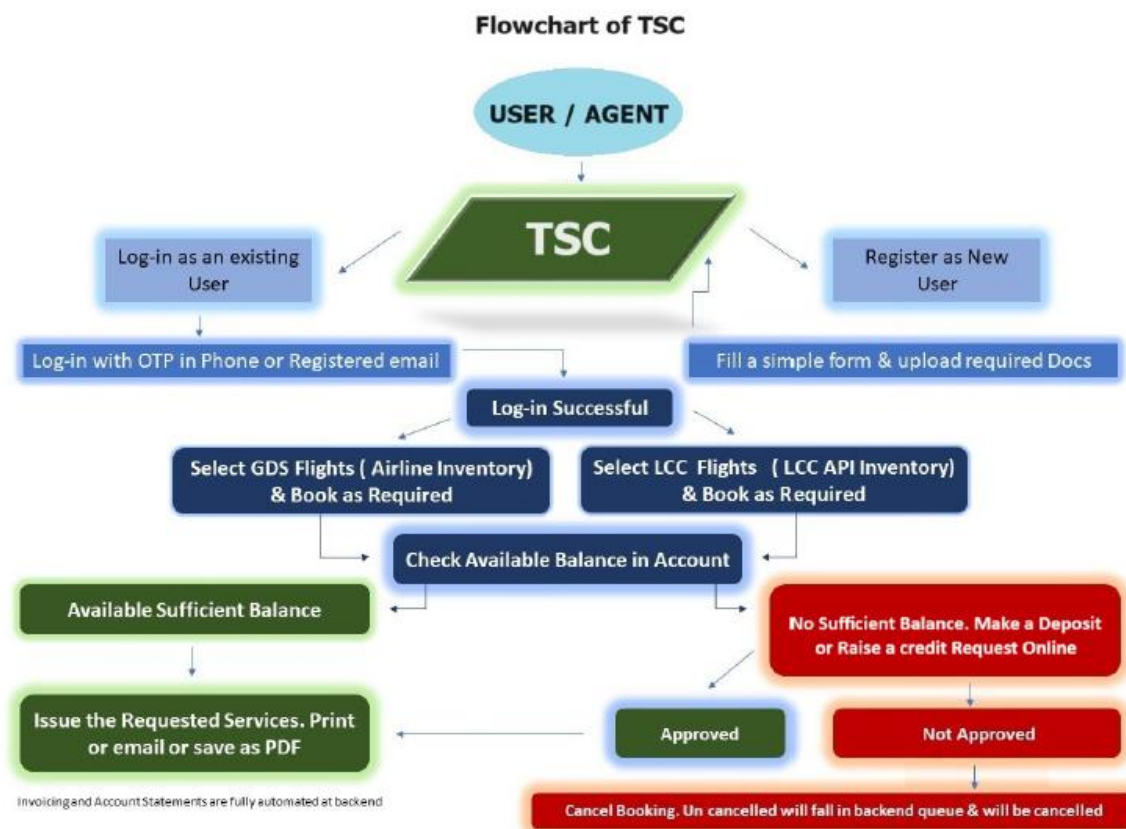 Flowchart of TSC
USER / AGENT
TSC
Log-in as an existing
User
Register as New
User
Log-in with OTP in Phone or Registered email
Fill a simple form & upload required Docs
Log-in Successful
Select GDS Flights ( Airline Inventory)
& Book as Required
Select LCC Flights ( LCC API Inventory)
& Book as Required
Check Available Balance in Account
Available Sufficient Balance
No Sufficient Balance. Make a Deposit
or Raise a credit Request Online
Issue the Requested Services. Print
or email or save as PDF
Approved
Not Approved
Invoicing and Account Statements are fully automated at backend
Cancel Booking. Un cancelled will fall in backend queue & will be cancelled